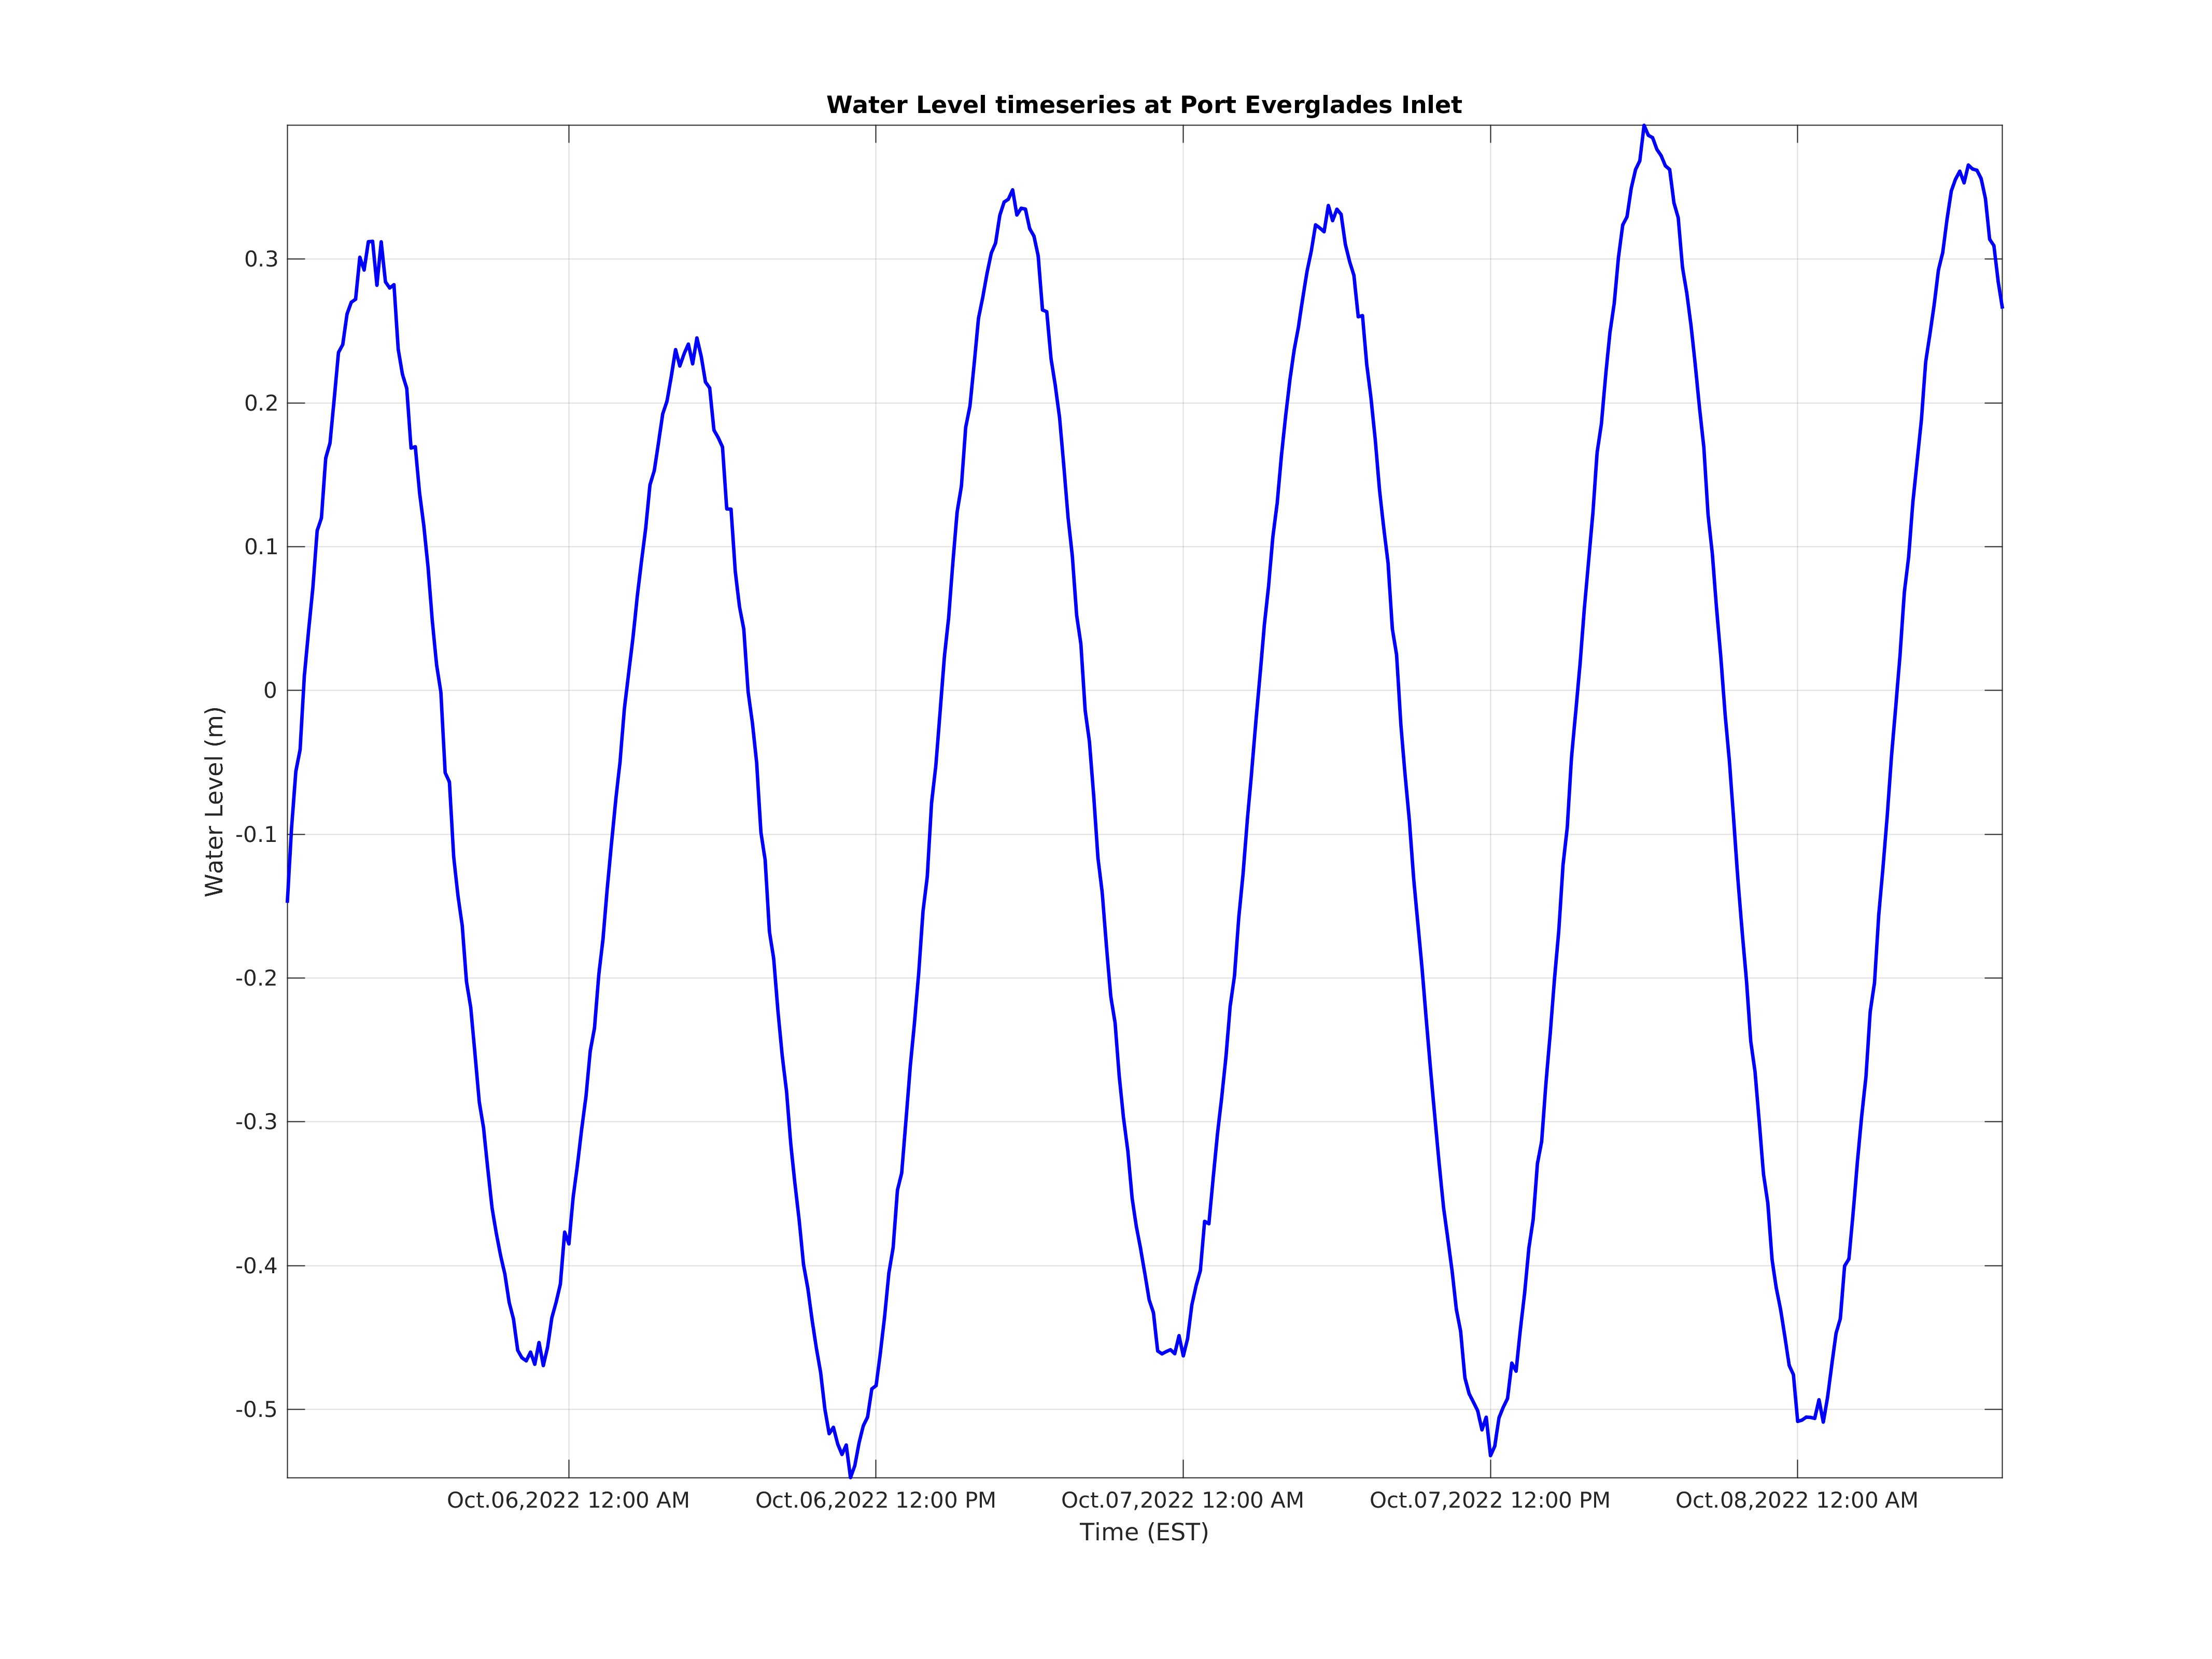 Water Level timeseries at Port Everglades Inlet
0.3
0.2
0.1
0
-0.1
-0.2
-0.3
-0.4
-0.5
Water Level (m)
Oct.06,2022 12:00 AM
Oct.06,2022 12:00 PM
Oct.07,2022 12:00 AM
Oct.07,2022 12:00 PM
Oct.08,2022 12:00 AM
Time (EST)